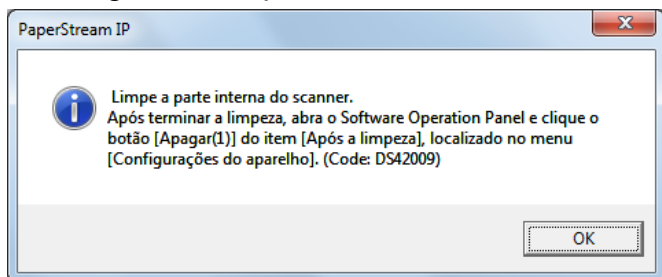 PaperStream IP
Limpe a parte interna do scanner.
Após terminar a limpeza, abra o Software Operation Panel e clique o
botão [Apagar(1)] do item [Após a limpeza], localizado no menu
[Configurações do aparelho]. (Code: DS42009)
OK